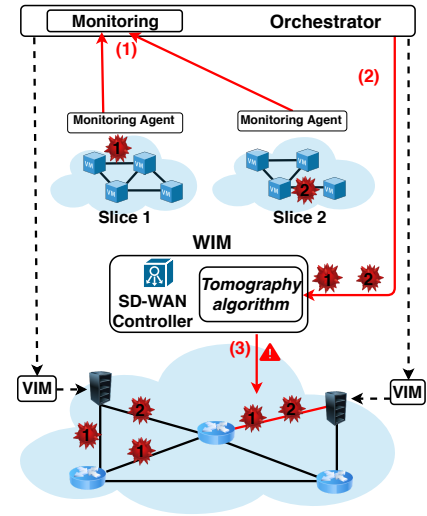 Monitoring
Orchestrator
(1)
(2)
Monitoring Agent
Monitoring Agent
1
VM
VM
VM
VM
VM
VM
VM
2
VM
Slice 1
Slice 2
WIM
SD-WAN
Controller
Tomography
algorithm
1
2
(3)
VIM
VIM
2
1
2
1
1